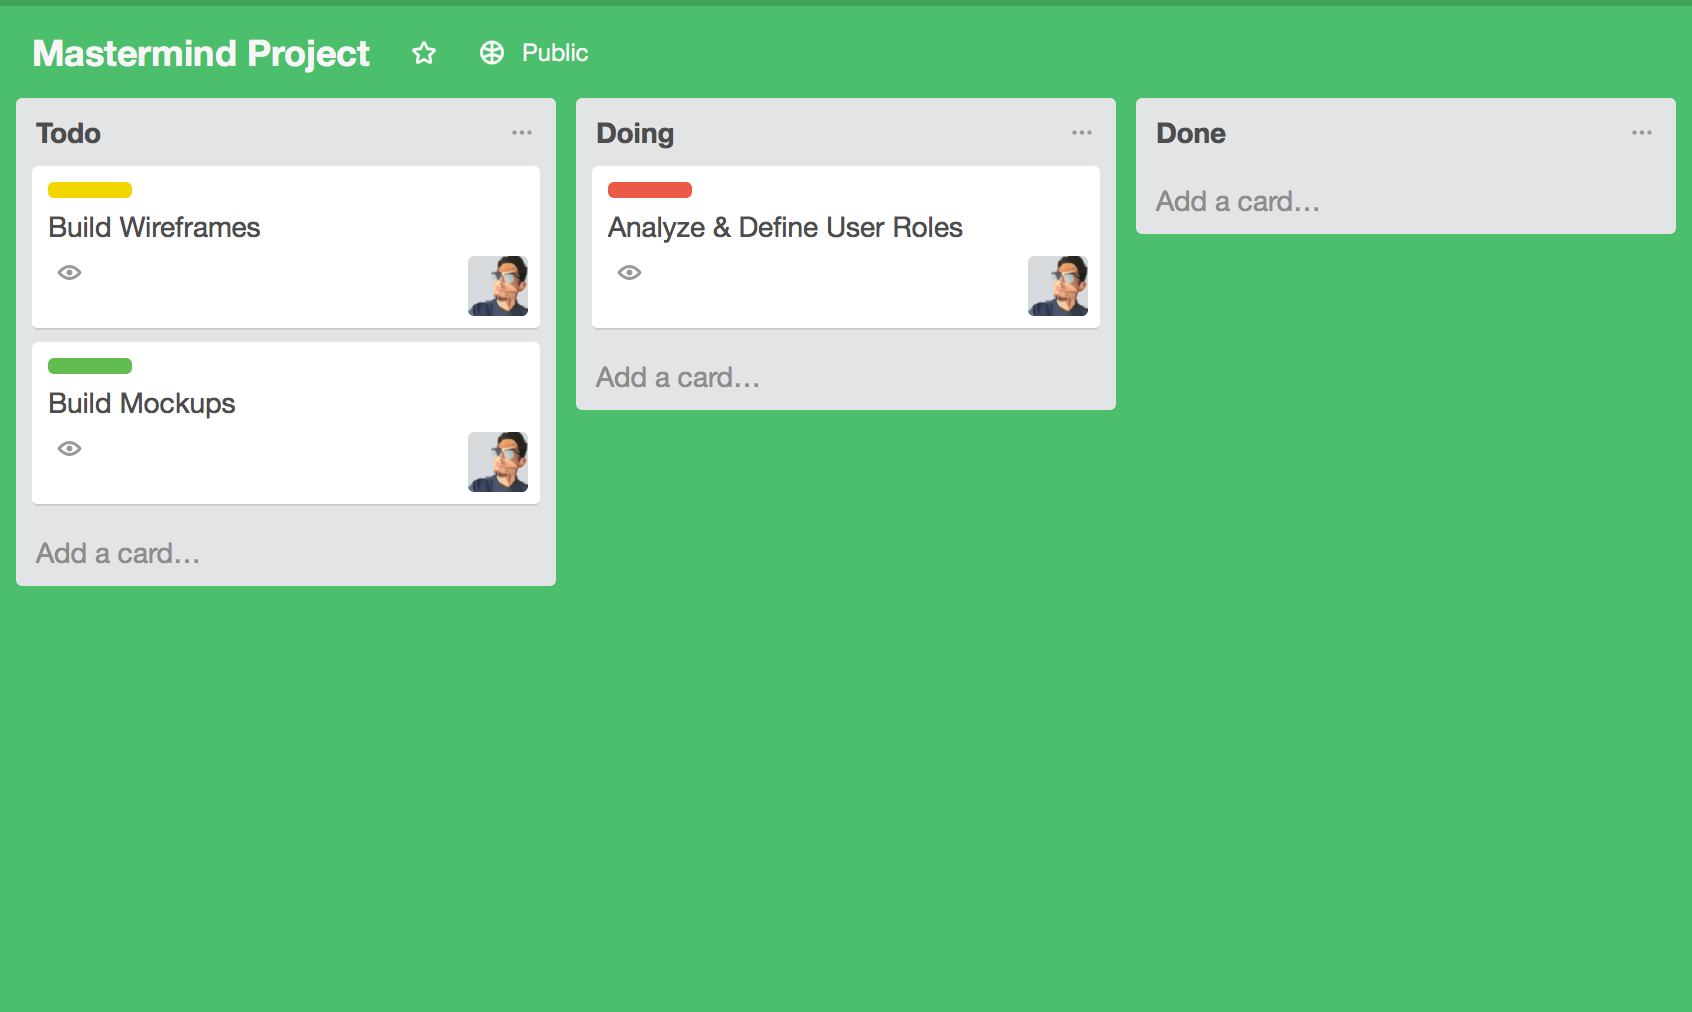 Mastermind Project Public
Todo
Build Wireframes
Build Mockups
Add a card…
Doing
Analyze & Define User Roles
Add a card…
Done
Add a card…